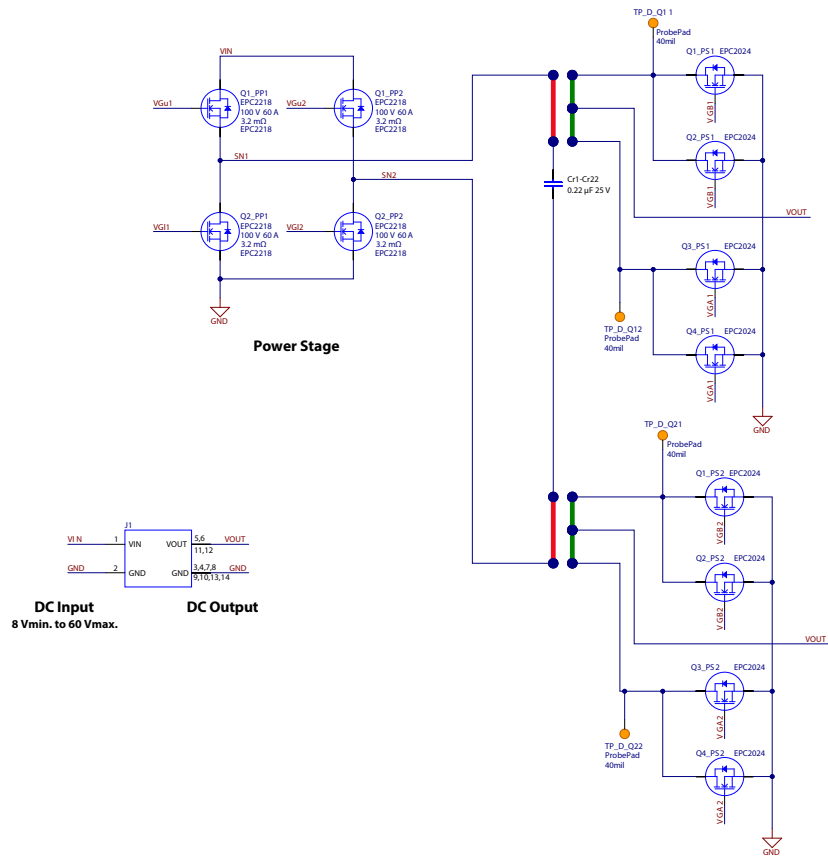 VIN
VGu1
Q1_PP1
EPC2218
100 V 60 A
3.2 mΩ
EPC2218
VGu2
Q1_PP2
EPC2218
100 V 60 A
3.2 mΩ
EPC2218
SN1
SN2
VGl1
Q2_PP1
EPC2218
100 V 60 A
3.2 mΩ
EPC2218
VGl2
Q2_PP2
EPC2218
100 V 60 A
3.2 mΩ
EPC2218
GND
Power Stage
Cr1-Cr22
0.22 µF 25 V
TP_D_Q1 1
ProbePad
40mil
Q1_PS1 EPC2024
VGB1
Q2_PS1 EPC2024
VGB1
VOUT
Q3_PS1 EPC2024
VGA1
TP_D_Q12
ProbePad
40mil
Q4_PS1 EPC2024
VGA1
GND
TP_D_Q21
ProbePad
40mil
Q1_PS2 EPC2024
VGB2
Q2_PS2 EPC2024
VGB2
VOUT
Q3_PS2 EPC2024
VGA2
TP_D_Q22
ProbePad
40mil
Q4_PS2 EPC2024
VGA2
GND
J1
VI N 1 VIN VOUT 5,6 VOUT
11,12
GND 2 GND GND 3,4,7,8 GND
9,10,13,14
DC Input DC Output
8 Vmin. to 60 Vmax.